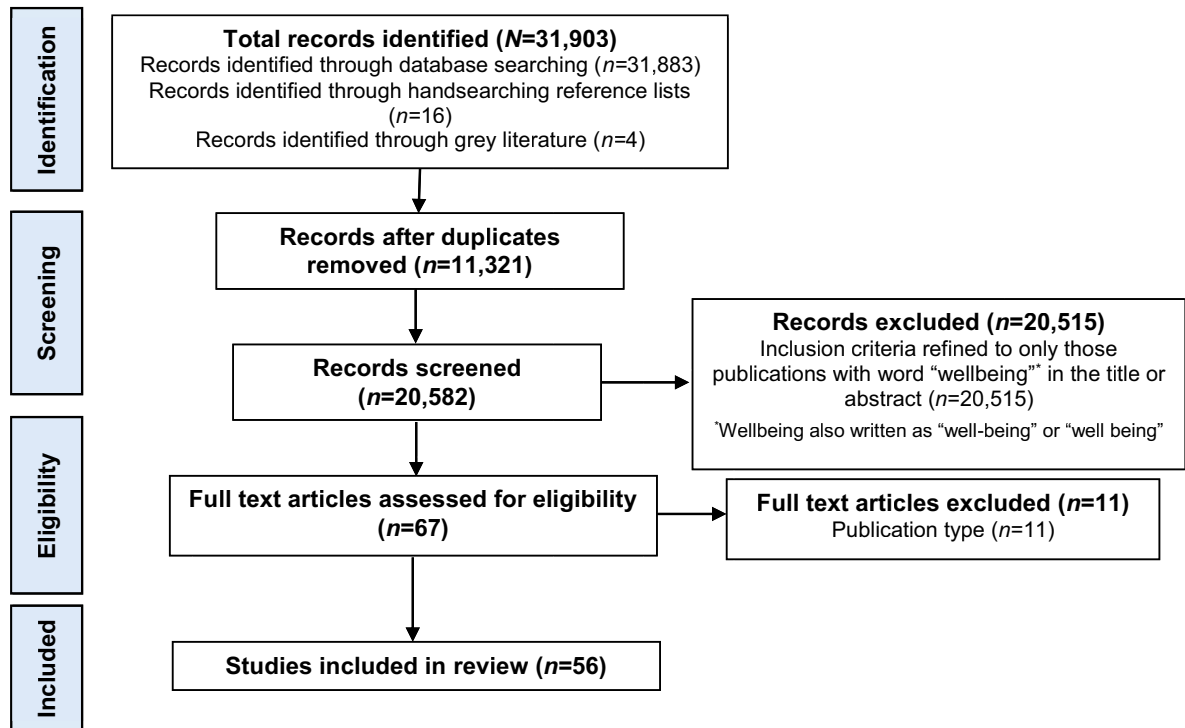 Identification
Total records identified (N=31,903)
Records identified through database searching (n=31,883)
Records identified through handsearching reference lists
(n=16)
Records identified through grey literature (n=4)
Screening
Records after duplicates
removed (n=11,321)
Records screened
(n=20,582)
Records excluded (n=20,515)
Inclusion criteria refined to only those
publications with word “wellbeing”* in the title or
abstract (n=20,515)
*Wellbeing also written as “well-being” or “well being”
Eligibility
Full text articles assessed for eligibility
(n=67)
Full text articles excluded (n=11)
Publication type (n=11)
Included
Studies included in review (n=56)